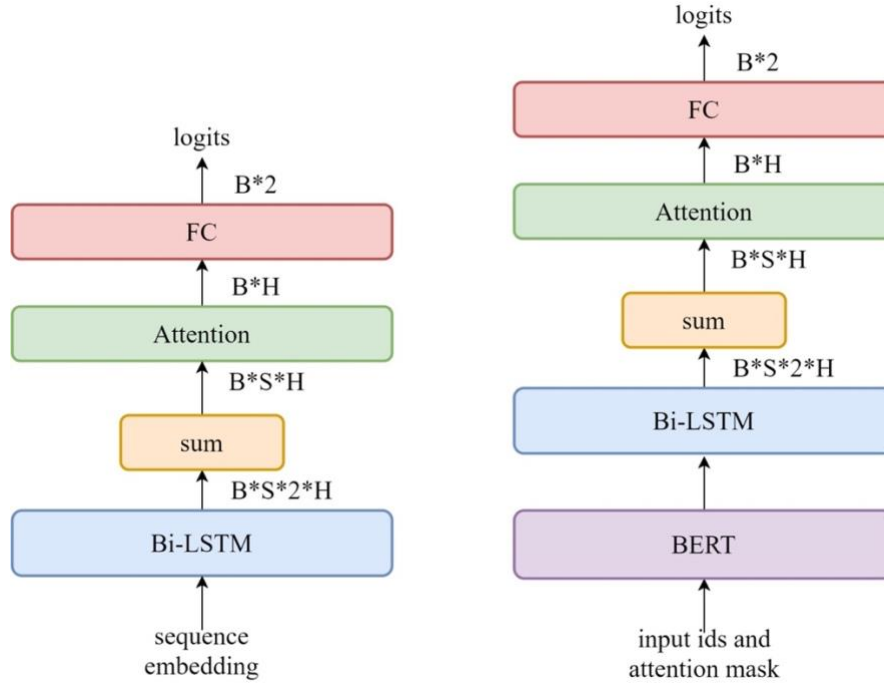 logits
B*2
FC
B*H
Attention
B*S*H
sum
B*S*2*H
Bi-LSTM
sequence
embedding
logits
B*2
FC
B*H
Attention
B*S*H
sum
B*S*2*H
Bi-LSTM
BERT
input ids and
attention mask